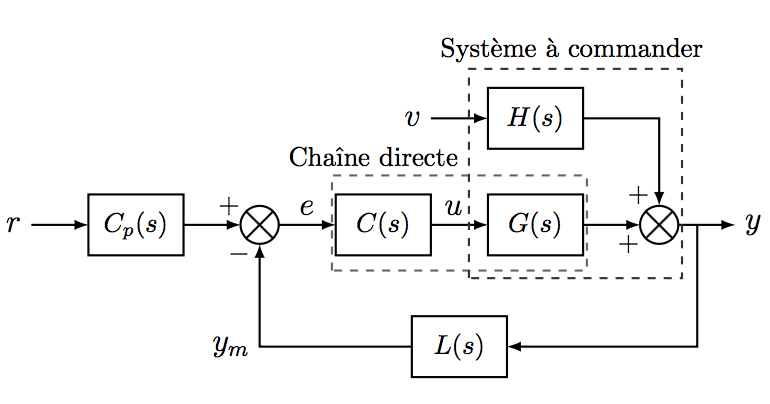 Système à commander
v
H(s)
Chaîne directe
+
r
C_p(s)
+
e
C(s)
u
G(s)
y
−
+
y_m
L(s)